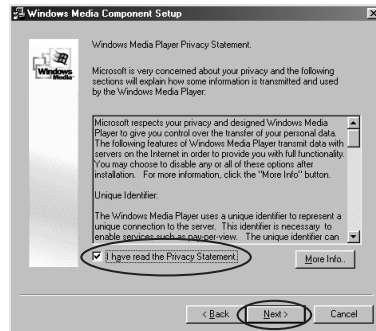 Windows Media Component Setup
Windows Media Player Privacy Statement.
Windows
Media
Microsoft is very concerned about your privacy and the following
sections will explain how some information is transmitted and used
by the Windows Media Player:
Microsoft respects your privacy and designed Windows Media
Player to give you control over the transfer of your personal data.
The following features of Windows Media Player transmit data with
servers on the Internet in order to provide you with full functionality.
You may choose to disable any or all of these options after
installation. For more information, click the "More Info" button.
Unique Identifier:
The Windows Media Player uses a unique identifier to represent a
unique connection to the server. This identifier is necessary to
enable services such as pay-per-view. The unique identifier can
I have read the Privacy Statement.
More Info..
< Back
Next >
Cancel